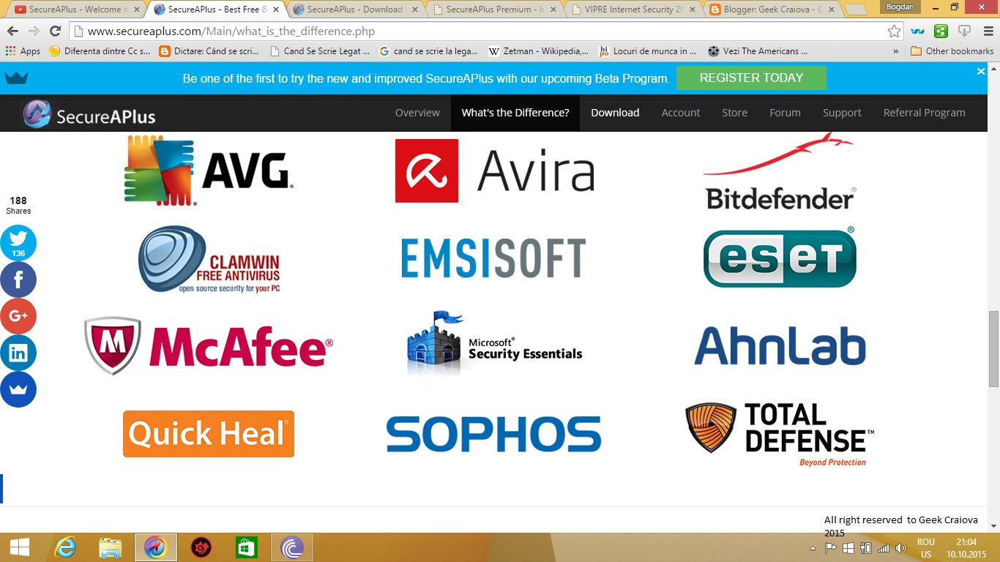 SecureAPlus - Welcome t
SecureAPlus - Best Free &
SecureAPlus - Download
SecureAPlus Premium - li
VIPRE Internet Security 20
Blogger: Geek Craiova - C
Bogdan
www.secureaplus.com/Main/what_is_the_difference.php
Apps
Diferenta dintre Cc s...
Dictare: Când se scri...
Cand Se Scrie Legat ...
cand se scrie la lega...
Zetman - Wikipedia,...
Locuri de munca in ...
Vezi The Americans ...
»
Other bookmarks
Be one of the first to try the new and improved SecureAPlus with our upcoming Beta Program.
REGISTER TODAY
SecureAPlus
Overview
What's the Difference?
Download
Account
Store
Forum
Support
Referral Program
188
Shares
136
AVG
Avira
Bitdefender®
CLAMWIN
FREE ANTIVIRUS
open source security for your PC
EMSISOFT
eseT®
McAfee®
Microsoft®
Security Essentials
AhnLab
Quick Heal®
SOPHOS
TOTAL
DEFENSE™
Beyond Protection
All right reserved to Geek Craiova
2015
ROU
US
21:04
10.10.2015